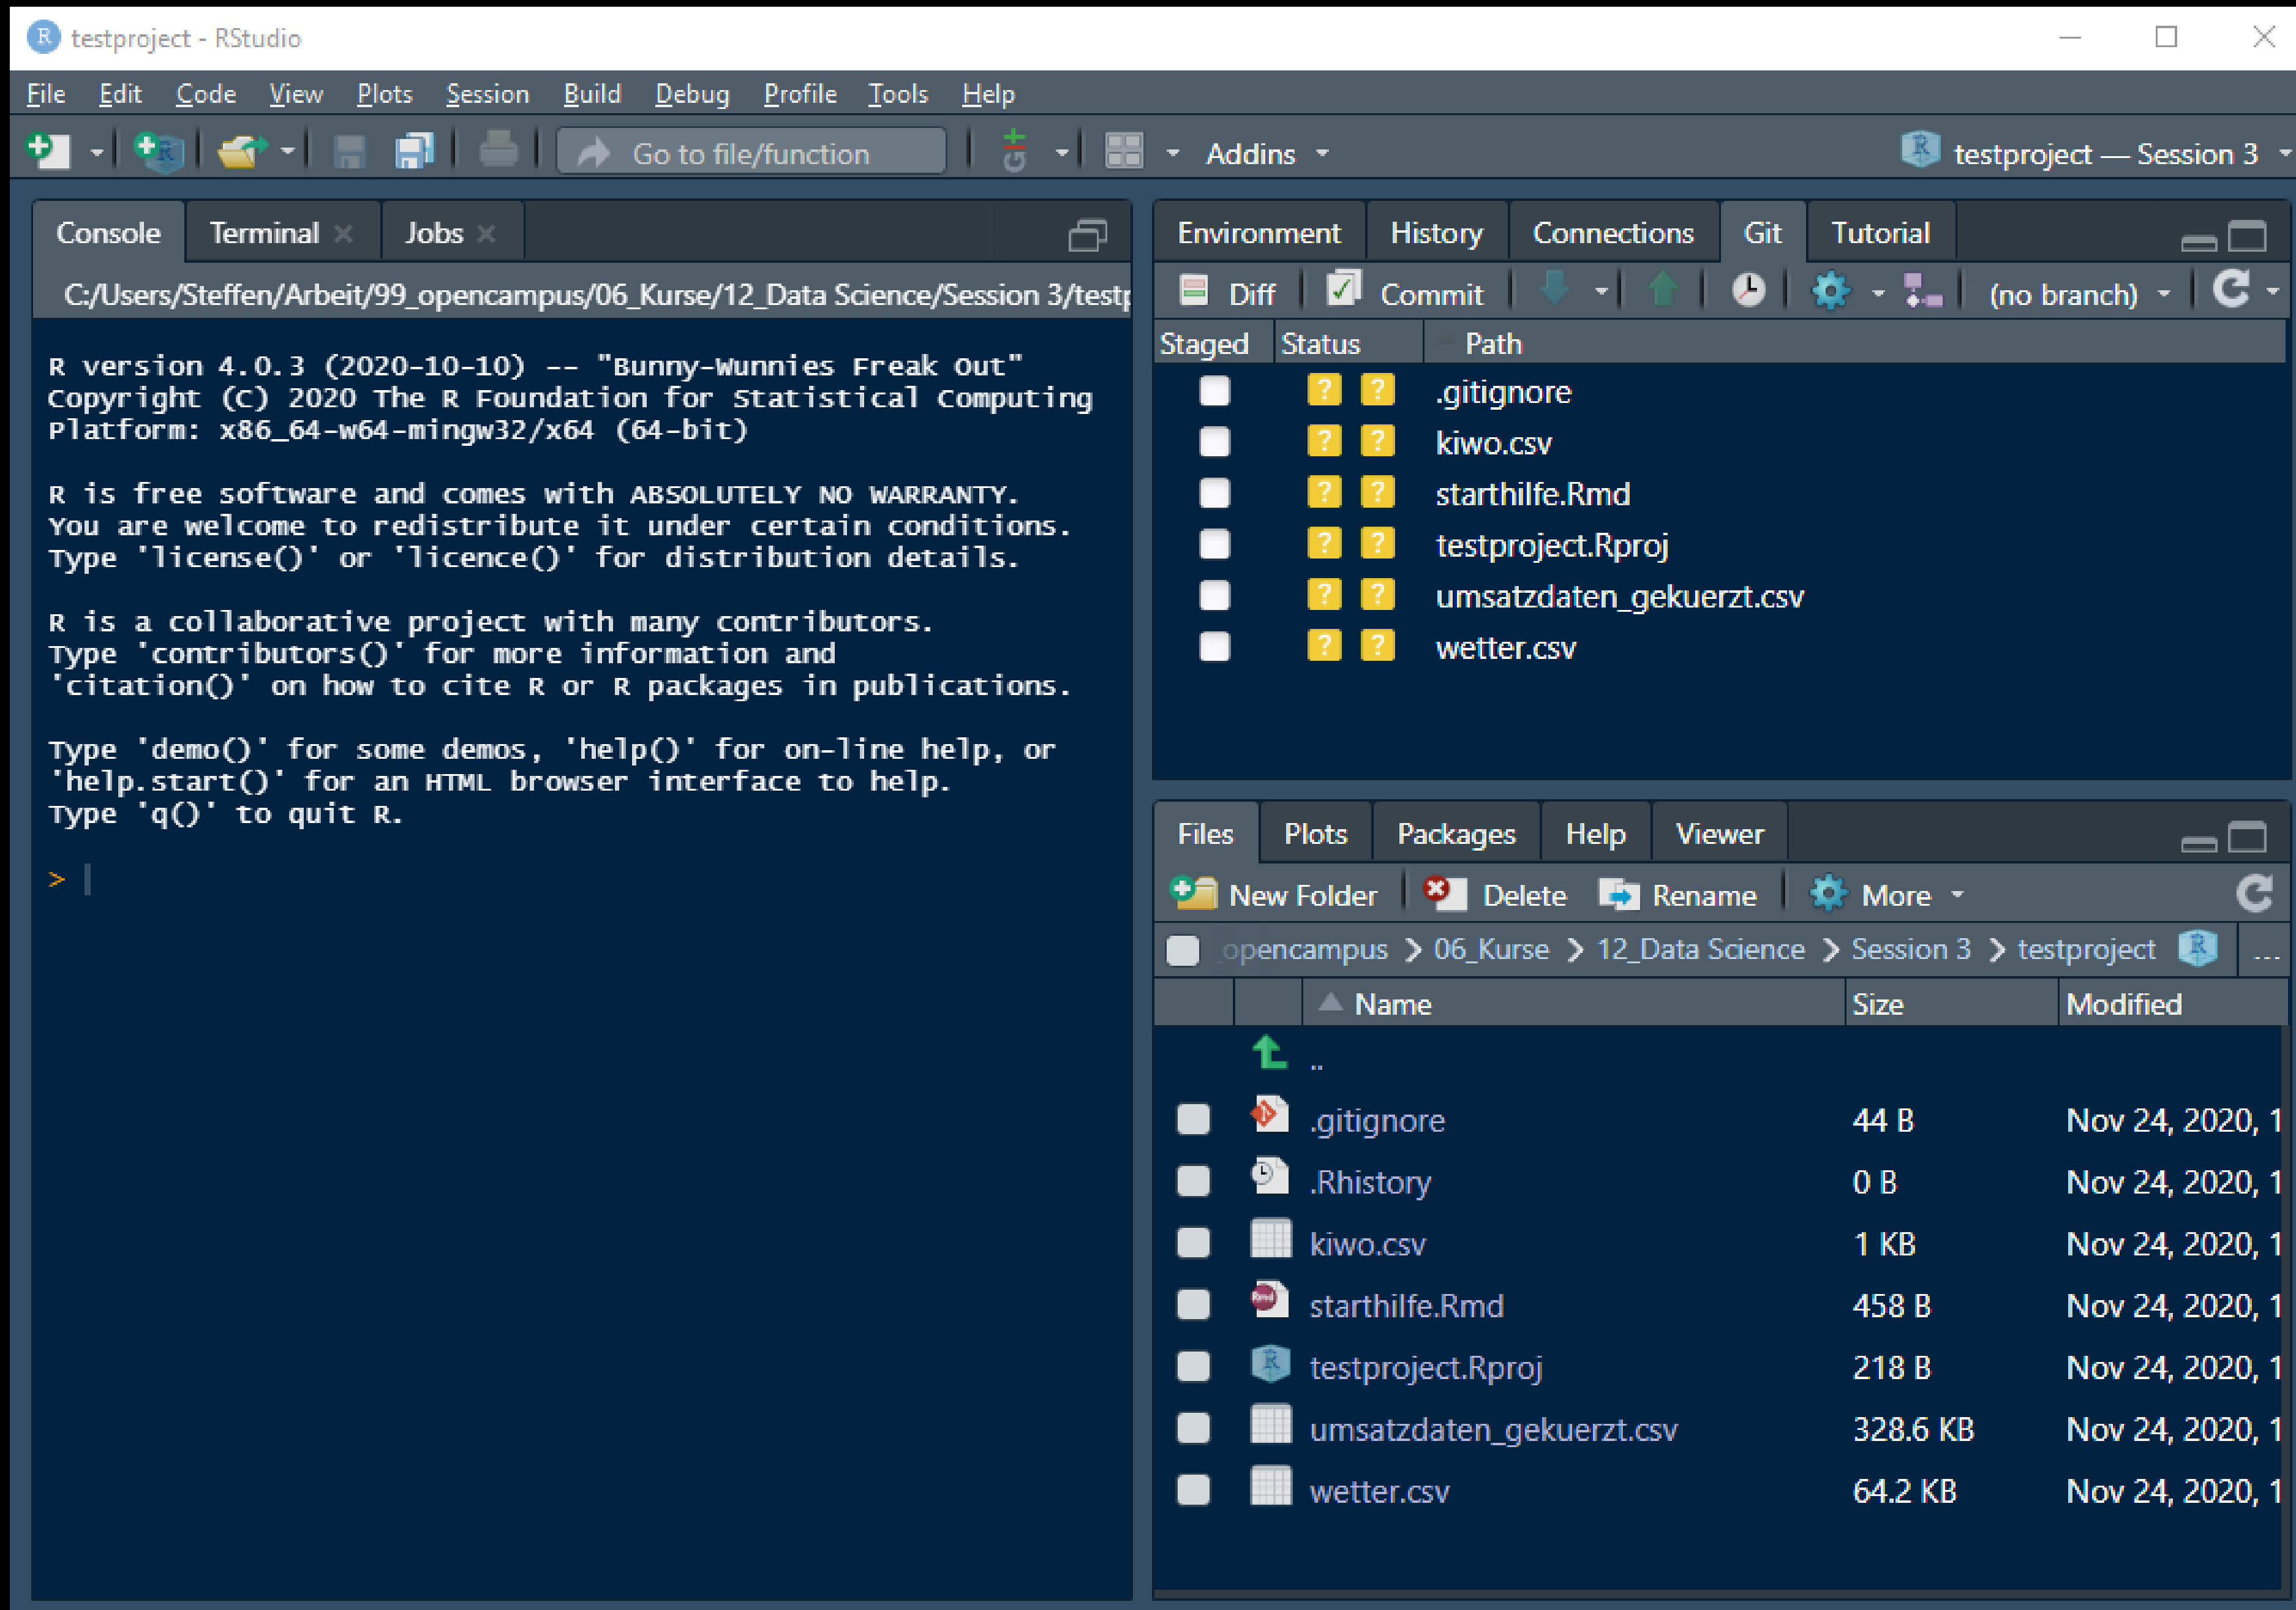 testproject - RStudio
File Edit Code View Plots Session Build Debug Profile Tools Help
Go to file/function Addins testproject — Session 3
Console Terminal Jobs
C:/Users/Steffen/Arbeit/99_opencampus/06_Kurse/12_Data Science/Session 3/testp
R version 4.0.3 (2020-10-10) -- "Bunny-Wunnies Freak Out"
Copyright (C) 2020 The R Foundation for Statistical Computing
Platform: x86_64-w64-mingw32/x64 (64-bit)
R is free software and comes with ABSOLUTELY NO WARRANTY.
You are welcome to redistribute it under certain conditions.
Type 'license()' or 'licence()' for distribution details.
R is a collaborative project with many contributors.
Type 'contributors()' for more information and
'citation()' on how to cite R or R packages in publications.
Type 'demo()' for some demos, 'help()' for on-line help, or
'help.start()' for an HTML browser interface to help.
Type 'q()' to quit R.
>
Environment History Connections Git Tutorial
Diff Commit (no branch)
Staged Status Path
? ? .gitignore
? ? kiwo.csv
? ? starthilfe.Rmd
? ? testproject.Rproj
? ? umsatzdaten_gekuerzt.csv
? ? wetter.csv
Files Plots Packages Help Viewer
New Folder Delete Rename More
_opencampus > 06_Kurse > 12_Data Science > Session 3 > testproject ...
Name Size Modified
..
.gitignore 44 B Nov 24, 2020, 1
.Rhistory 0 B Nov 24, 2020, 1
kiwo.csv 1 KB Nov 24, 2020, 1
starthilfe.Rmd 458 B Nov 24, 2020, 1
testproject.Rproj 218 B Nov 24, 2020, 1
umsatzdaten_gekuerzt.csv 328.6 KB Nov 24, 2020, 1
wetter.csv 64.2 KB Nov 24, 2020, 1